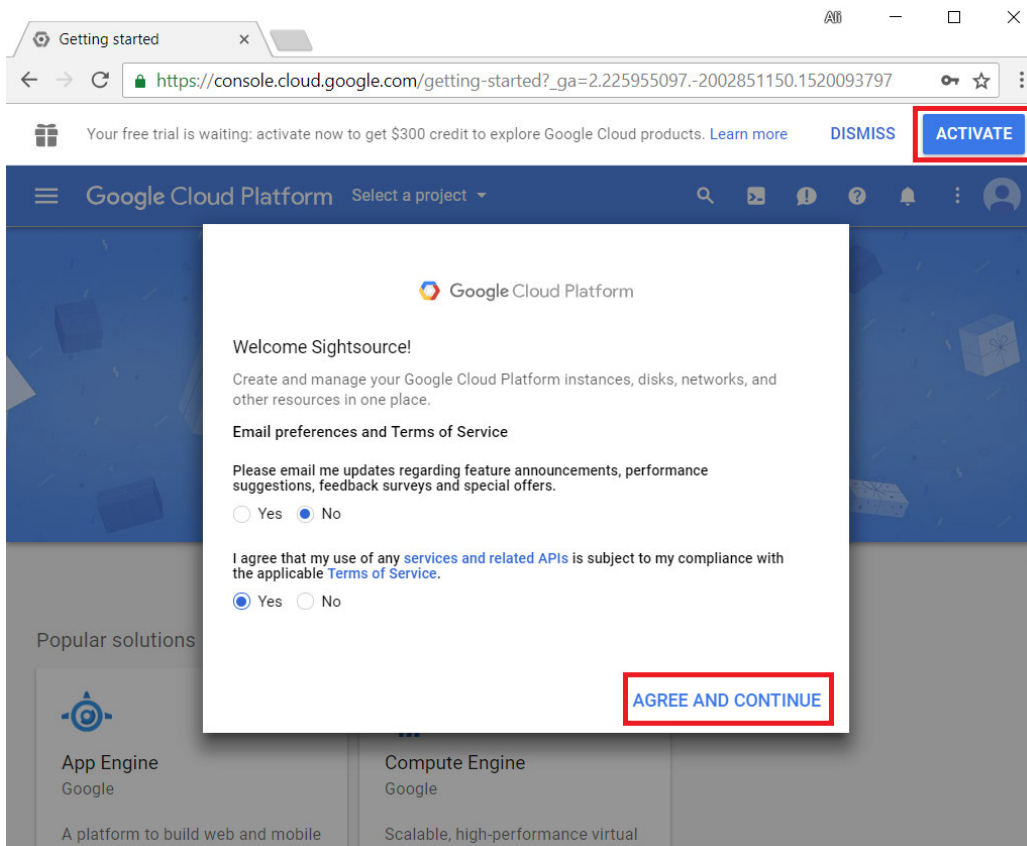 Ali
Getting started
https://console.cloud.google.com/getting-started?_ga=2.225955097.-2002851150.1520093797
Your free trial is waiting: activate now to get $300 credit to explore Google Cloud products. Learn more DISMISS ACTIVATE
Google Cloud Platform Select a project
Google Cloud Platform
Welcome Sightsource!
Create and manage your Google Cloud Platform instances, disks, networks, and
other resources in one place.
Email preferences and Terms of Service
Please email me updates regarding feature announcements, performance
suggestions, feedback surveys and special offers.
Yes No
I agree that my use of any services and related APIs is subject to my compliance with
the applicable Terms of Service.
Yes No
AGREE AND CONTINUE
Popular solutions
App Engine
Google
A platform to build web and mobile
Compute Engine
Google
Scalable, high-performance virtual